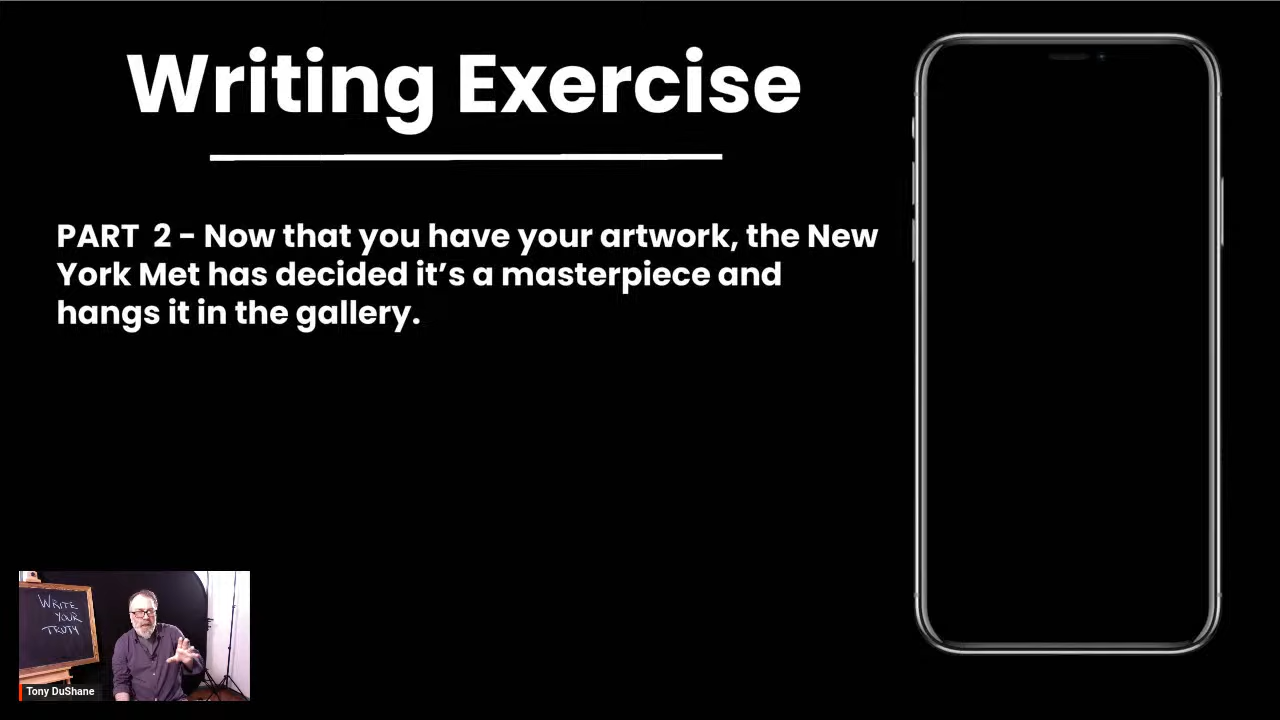 Writing Exercise
PART 2 - Now that you have your artwork, the New
York Met has decided it’s a masterpiece and
hangs it in the gallery.
WRITE
YOUR
TRUTH
Tony DuShane